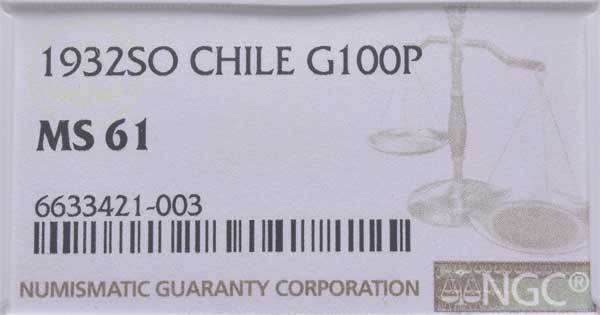 1932SO CHILE G100P
MS 61
6633421-003
NUMISMATIC GUARANTY CORPORATION
NGC®